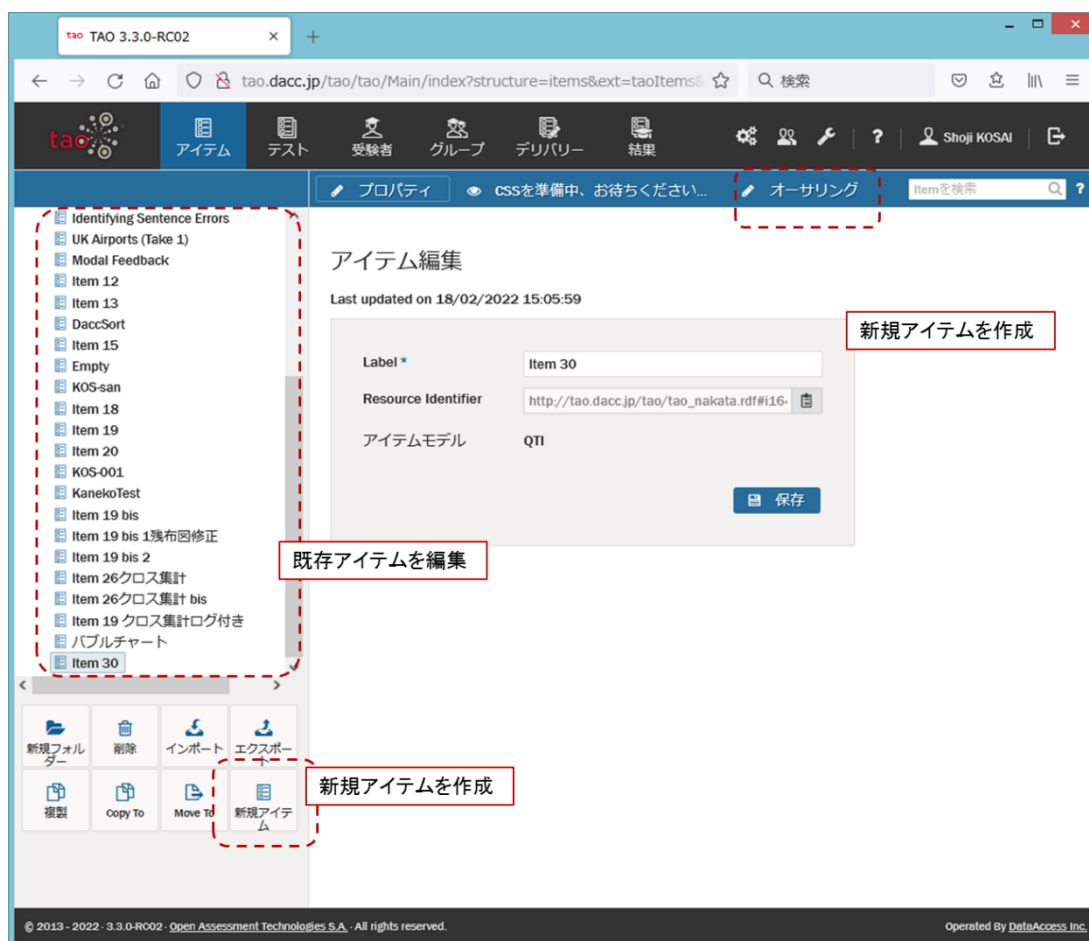 tao TAO 3.3.0-RC02
tao.dacc.jp/tao/tao/Main/index?structure=items&ext=taoItems&
検索
tao
アイテム
テスト
受験者
グループ
デリバリー
結果
?
Shoji KOSAI
プロパティ
CSSを準備中、お待ちください...
オーサリング
Itemを検索
?
Identifying Sentence Errors
UK Airports (Take 1)
Modal Feedback
Item 12
Item 13
DaccSort
Item 15
Empty
KOS-san
Item 18
Item 19
Item 20
KOS-001
KanekoTest
Item 19 bis
Item 19 bis 1残布図修正
Item 19 bis 2
Item 26クロス集計
Item 26クロス集計 bis
Item 19 クロス集計ログ付き
バブルチャート
Item 30
アイテム編集
Last updated on 18/02/2022 15:05:59
新規アイテムを作成
Label *
Item 30
Resource Identifier
http://tao.dacc.jp/tao/tao_nakata.rdf#i16
アイテムモデル
QTI
保存
既存アイテムを編集
新規フォルダー
削除
インポート
エクスポート
複製
Copy To
Move To
新規アイテム
新規アイテムを作成
© 2013 - 2022 · 3.3.0-RC02 · Open Assessment Technologies S.A. · All rights reserved.
Operated By DataAccess Inc.